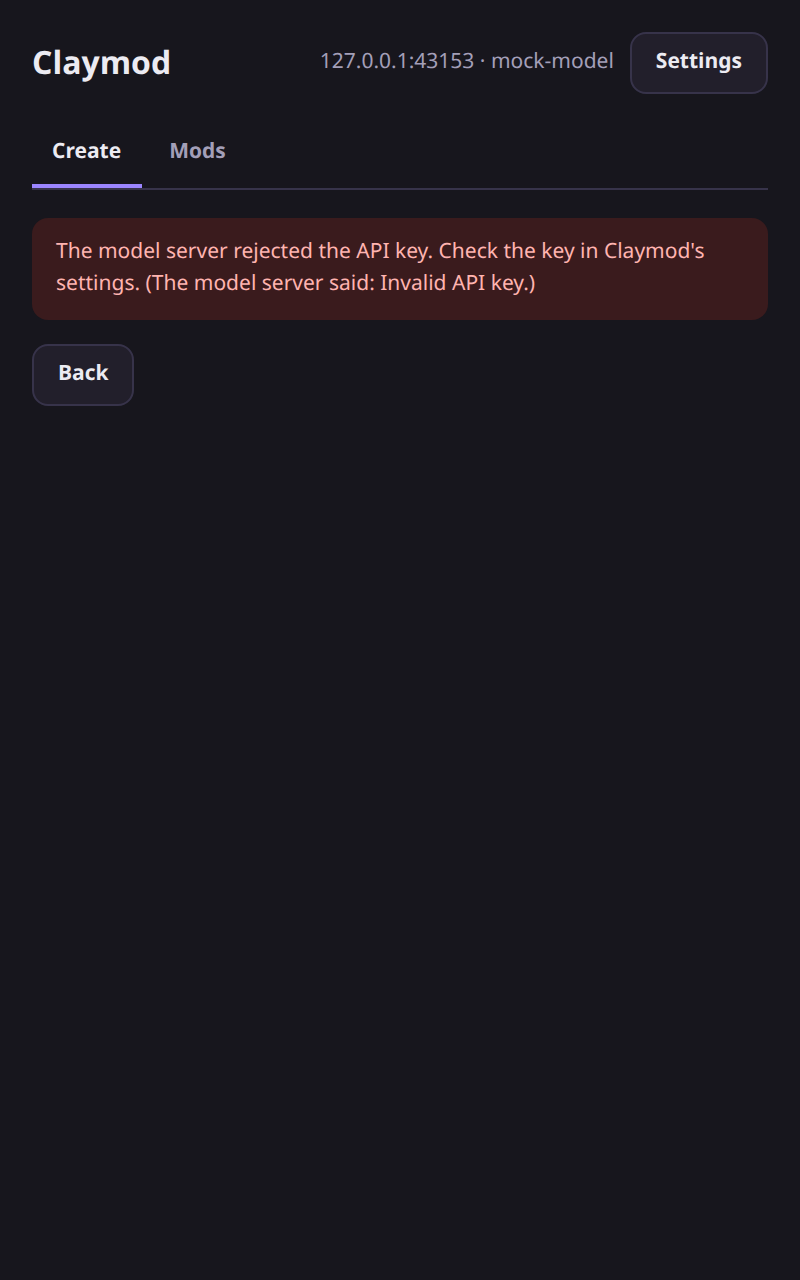 Claymod
127.0.0.1:43153 · mock-model
Settings
Create
Mods
The model server rejected the API key. Check the key in Claymod's
settings. (The model server said: Invalid API key.)
Back